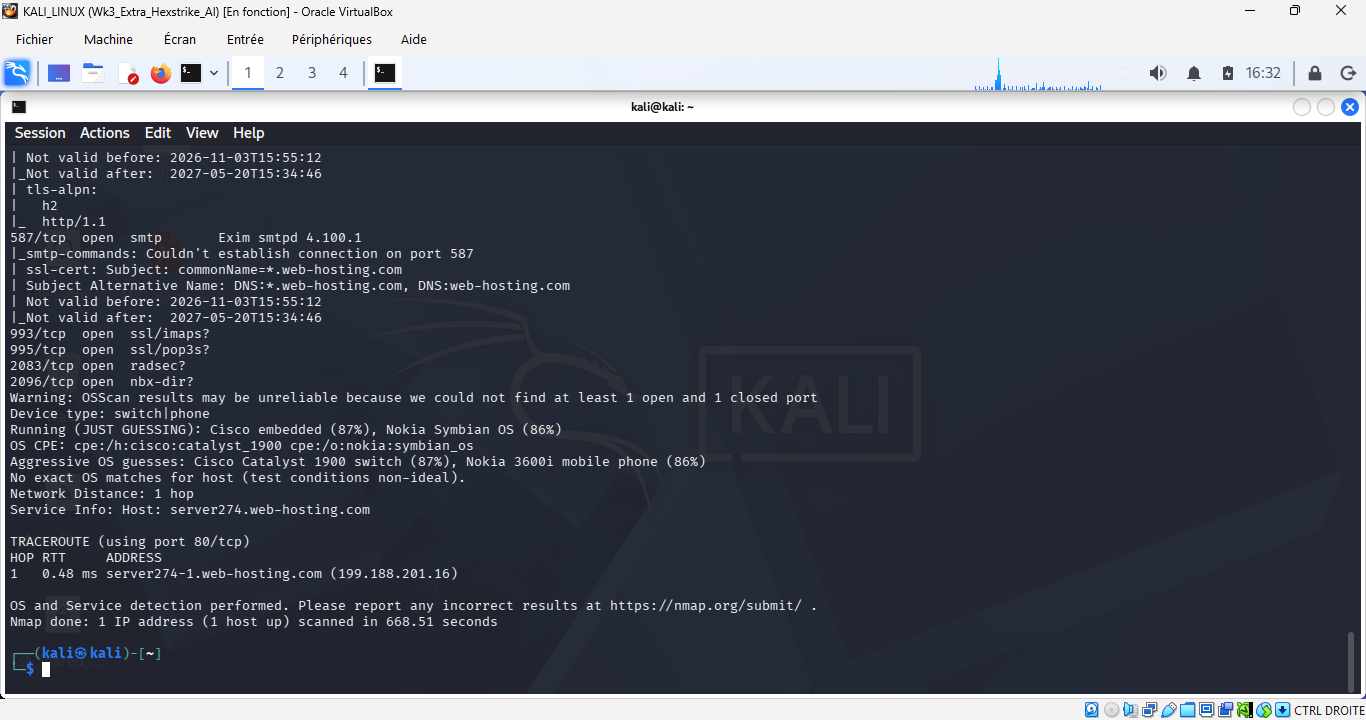 KALI_LINUX (Wk3_Extra_Hexstrike_AI) [En fonction] - Oracle VirtualBox
Fichier Machine Écran Entrée Périphériques Aide
1 2 3 4 16:32
kali@kali: ~
Session Actions Edit View Help
| Not valid before: 2026-11-03T15:55:12
|_Not valid after:  2027-05-20T15:34:46
| tls-alpn:
|   h2
|_  http/1.1
587/tcp  open  smtp       Exim smtpd 4.100.1
|_smtp-commands: Couldn't establish connection on port 587
| ssl-cert: Subject: commonName=*.web-hosting.com
| Subject Alternative Name: DNS:*.web-hosting.com, DNS:web-hosting.com
| Not valid before: 2026-11-03T15:55:12
|_Not valid after:  2027-05-20T15:34:46
993/tcp  open  ssl/imaps?
995/tcp  open  ssl/pop3s?
2083/tcp open  radsec?
2096/tcp open  nbx-dir?
Warning: OSScan results may be unreliable because we could not find at least 1 open and 1 closed port
Device type: switch|phone
Running (JUST GUESSING): Cisco embedded (87%), Nokia Symbian OS (86%)
OS CPE: cpe:/h:cisco:catalyst_1900 cpe:/o:nokia:symbian_os
Aggressive OS guesses: Cisco Catalyst 1900 switch (87%), Nokia 3600i mobile phone (86%)
No exact OS matches for host (test conditions non-ideal).
Network Distance: 1 hop
Service Info: Host: server274.web-hosting.com
TRACEROUTE (using port 80/tcp)
HOP RTT     ADDRESS
1   0.48 ms server274-1.web-hosting.com (199.188.201.16)
OS and Service detection performed. Please report any incorrect results at https://nmap.org/submit/ .
Nmap done: 1 IP address (1 host up) scanned in 668.51 seconds
┌──(kali㉿kali)-[~]
└─$
KALI
CTRL DROITE